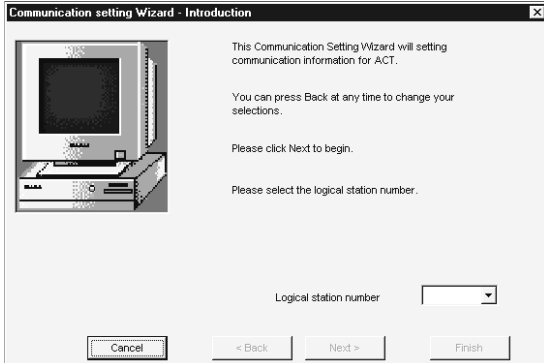 Communication setting Wizard - Introduction
This Communication Setting Wizard will setting
communication information for ACT.
You can press Back at any time to change your
selections.
Please click Next to begin.
Please select the logical station number.
Logical station number
Cancel
< Back
Next >
Finish